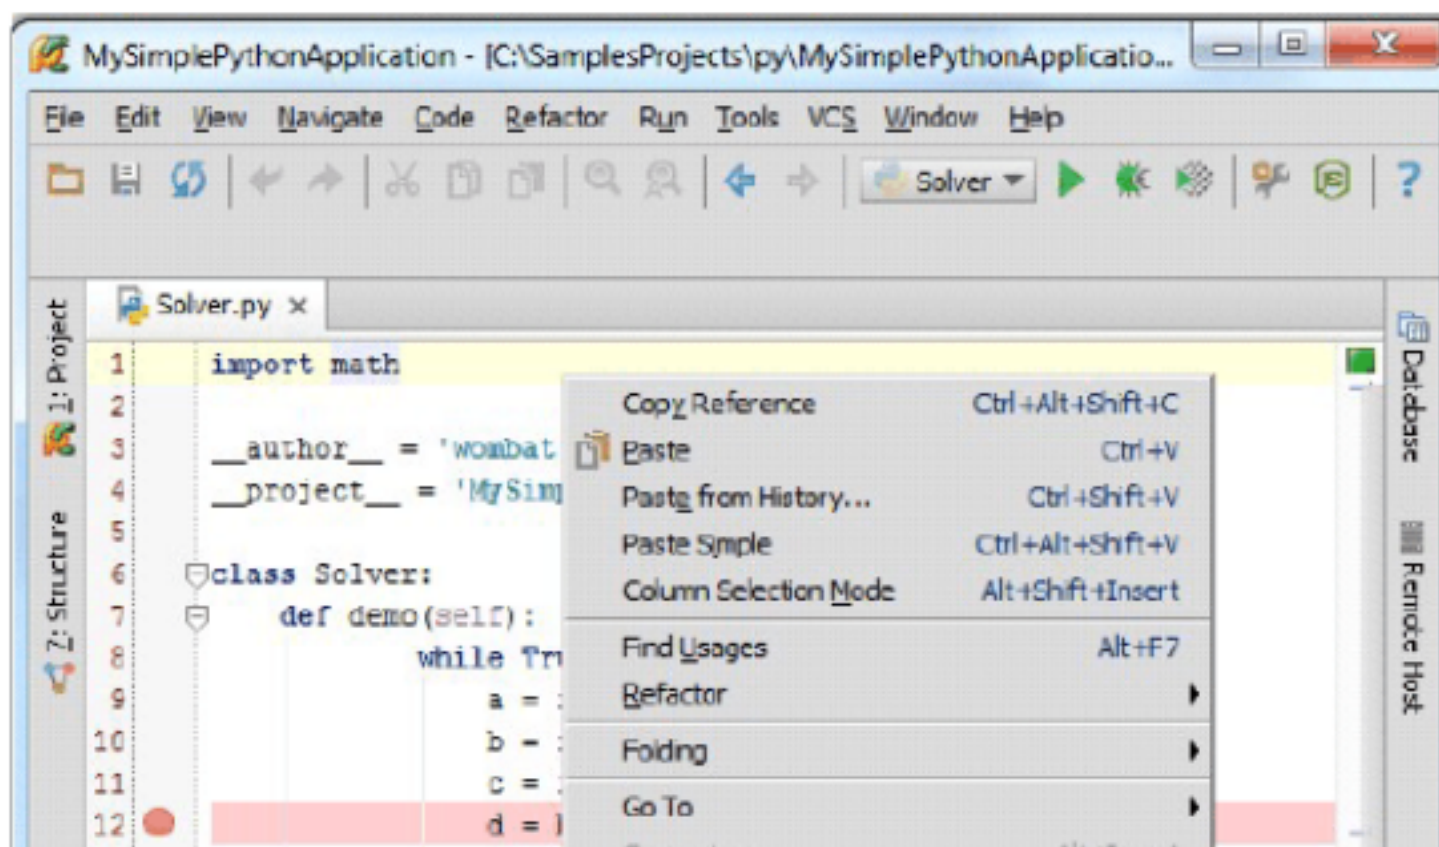 MySimplePythonApplication - [C:\SamplesProjects\py\MySimplePythonApplicatio...
File Edit View Navigate Code Refactor Run Tools VCS Window Help
Solver
Solver.py
1: Project
7: Structure
1 import math
2
3 __author__ = 'wombat
4 __project__ = 'MySimp
5
6 class Solver:
7 def demo(self):
8 while Tru
9 a =
10 b =
11 c =
12 d =
Copy Reference Ctrl+Alt+Shift+C
Paste Ctrl+V
Paste from History... Ctrl+Shift+V
Paste Simple Ctrl+Alt+Shift+V
Column Selection Mode Alt+Shift+Insert
Find Usages Alt+F7
Refactor
Folding
Go To
Database
Remote Host